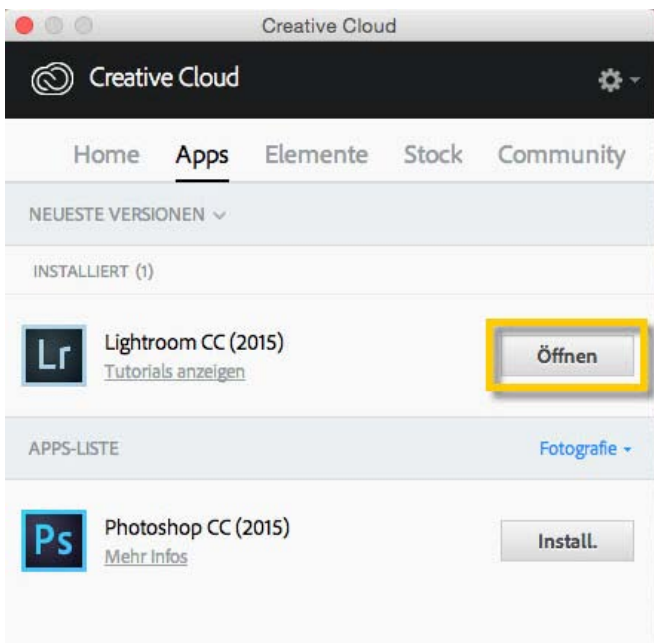 Creative Cloud
Creative Cloud
Home Apps Elemente Stock Community
NEUESTE VERSIONEN
INSTALLIERT (1)
Lr
Lightroom CC (2015)
Tutorials anzeigen
Öffnen
APPS-LISTE
Fotografie
Ps
Photoshop CC (2015)
Mehr Infos
Install.